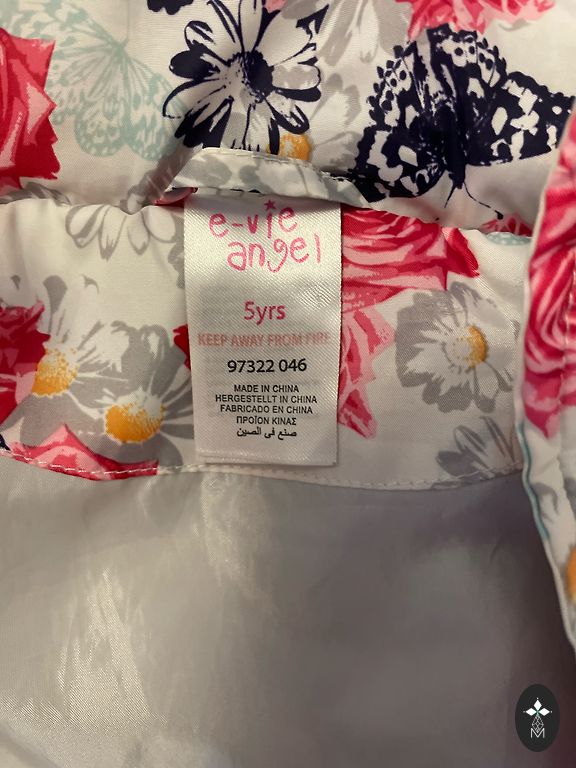 e-vie
angel
5yrs
KEEP AWAY FROM FIRE
97322 046
MADE IN CHINA
HERGESTELLT IN CHINA
FABRICADO EN CHINA
ΠΡΟΪΟΝ ΚΙΝΑΣ
صنع في الصين
M